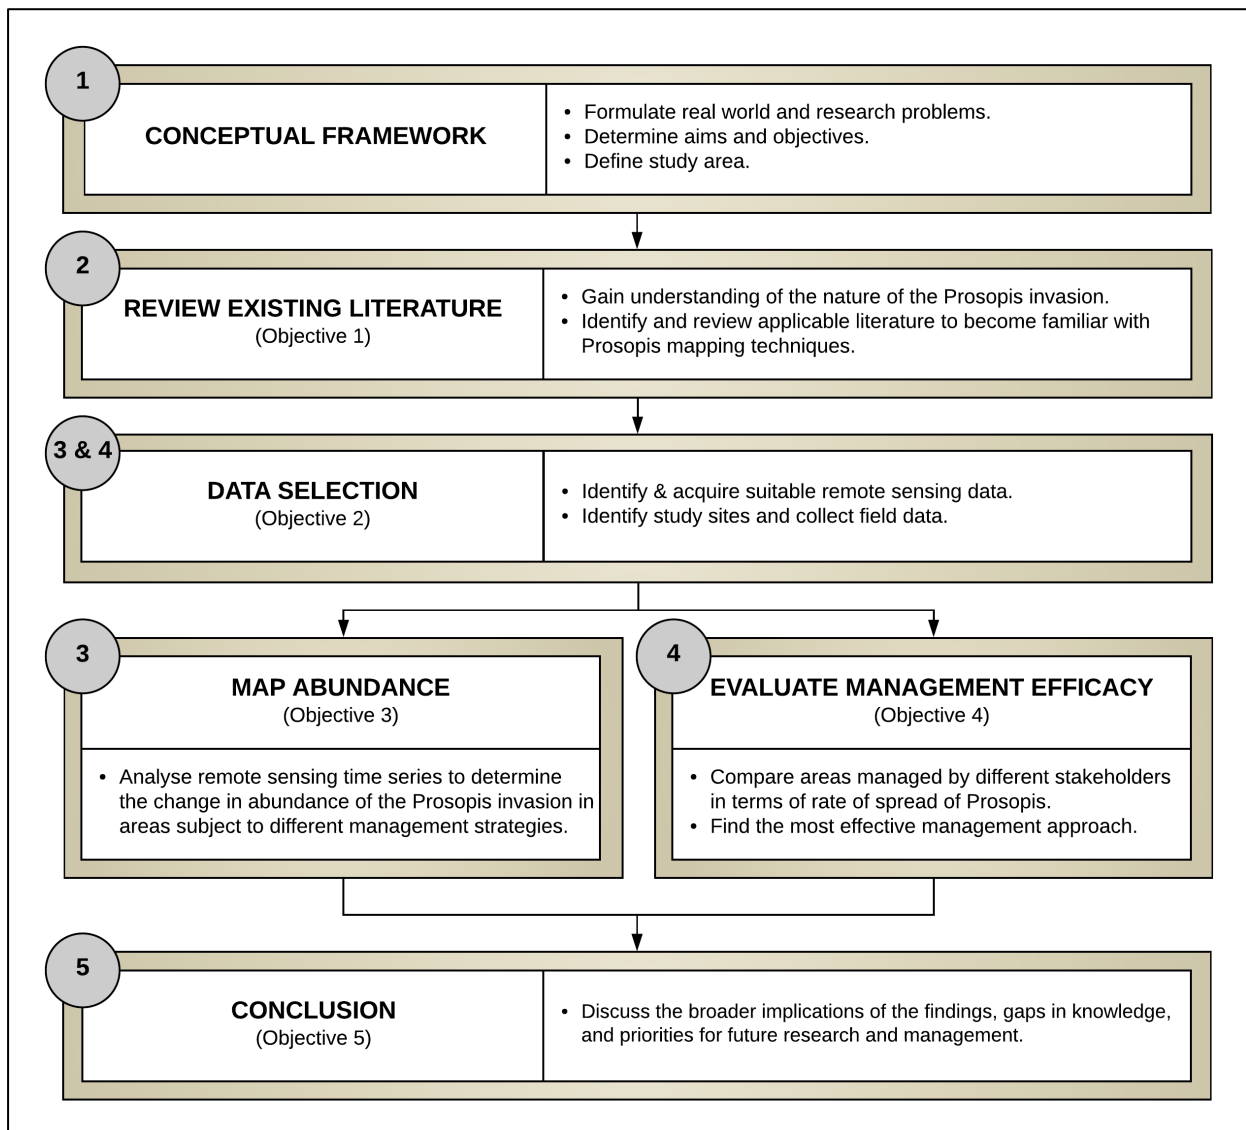 1
CONCEPTUAL FRAMEWORK
• Formulate real world and research problems.
• Determine aims and objectives.
• Define study area.
2
REVIEW EXISTING LITERATURE
(Objective 1)
• Gain understanding of the nature of the Prosopis invasion.
• Identify and review applicable literature to become familiar with
Prosopis mapping techniques.
3 & 4
DATA SELECTION
(Objective 2)
• Identify & acquire suitable remote sensing data.
• Identify study sites and collect field data.
3
MAP ABUNDANCE
(Objective 3)
• Analyse remote sensing time series to determine
the change in abundance of the Prosopis invasion in
areas subject to different management strategies.
4
EVALUATE MANAGEMENT EFFICACY
(Objective 4)
• Compare areas managed by different stakeholders
in terms of rate of spread of Prosopis.
• Find the most effective management approach.
5
CONCLUSION
(Objective 5)
• Discuss the broader implications of the findings, gaps in knowledge,
and priorities for future research and management.